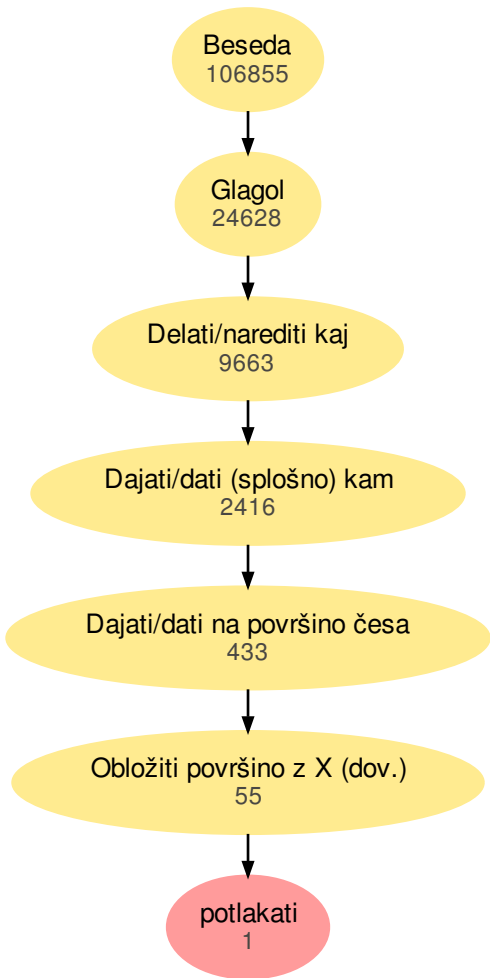 Beseda
106855
Glagol
24628
Delati/narediti kaj
9663
Dajati/dati (splošno) kam
2416
Dajati/dati na površino česa
433
Obložiti površino z X (dov.)
55
potlakati
1